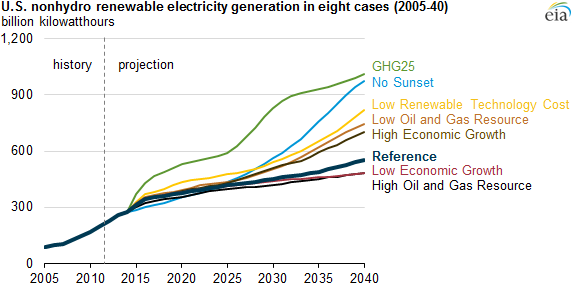 U.S. nonhydro renewable electricity generation in eight cases (2005-40)
billion kilowatthours
eia
1,200
history
projection
GHG25
No Sunset
900
Low Renewable Technology Cost
Low Oil and Gas Resource
High Economic Growth
600
Reference
Low Economic Growth
High Oil and Gas Resource
300
0
2005 2010 2015 2020 2025 2030 2035 2040